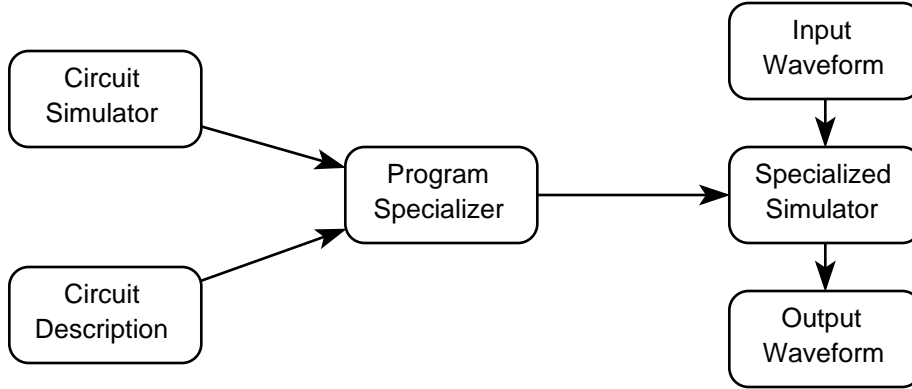 Circuit
Simulator
Circuit
Description
Program
Specializer
Input
Waveform
Specialized
Simulator
Output
Waveform